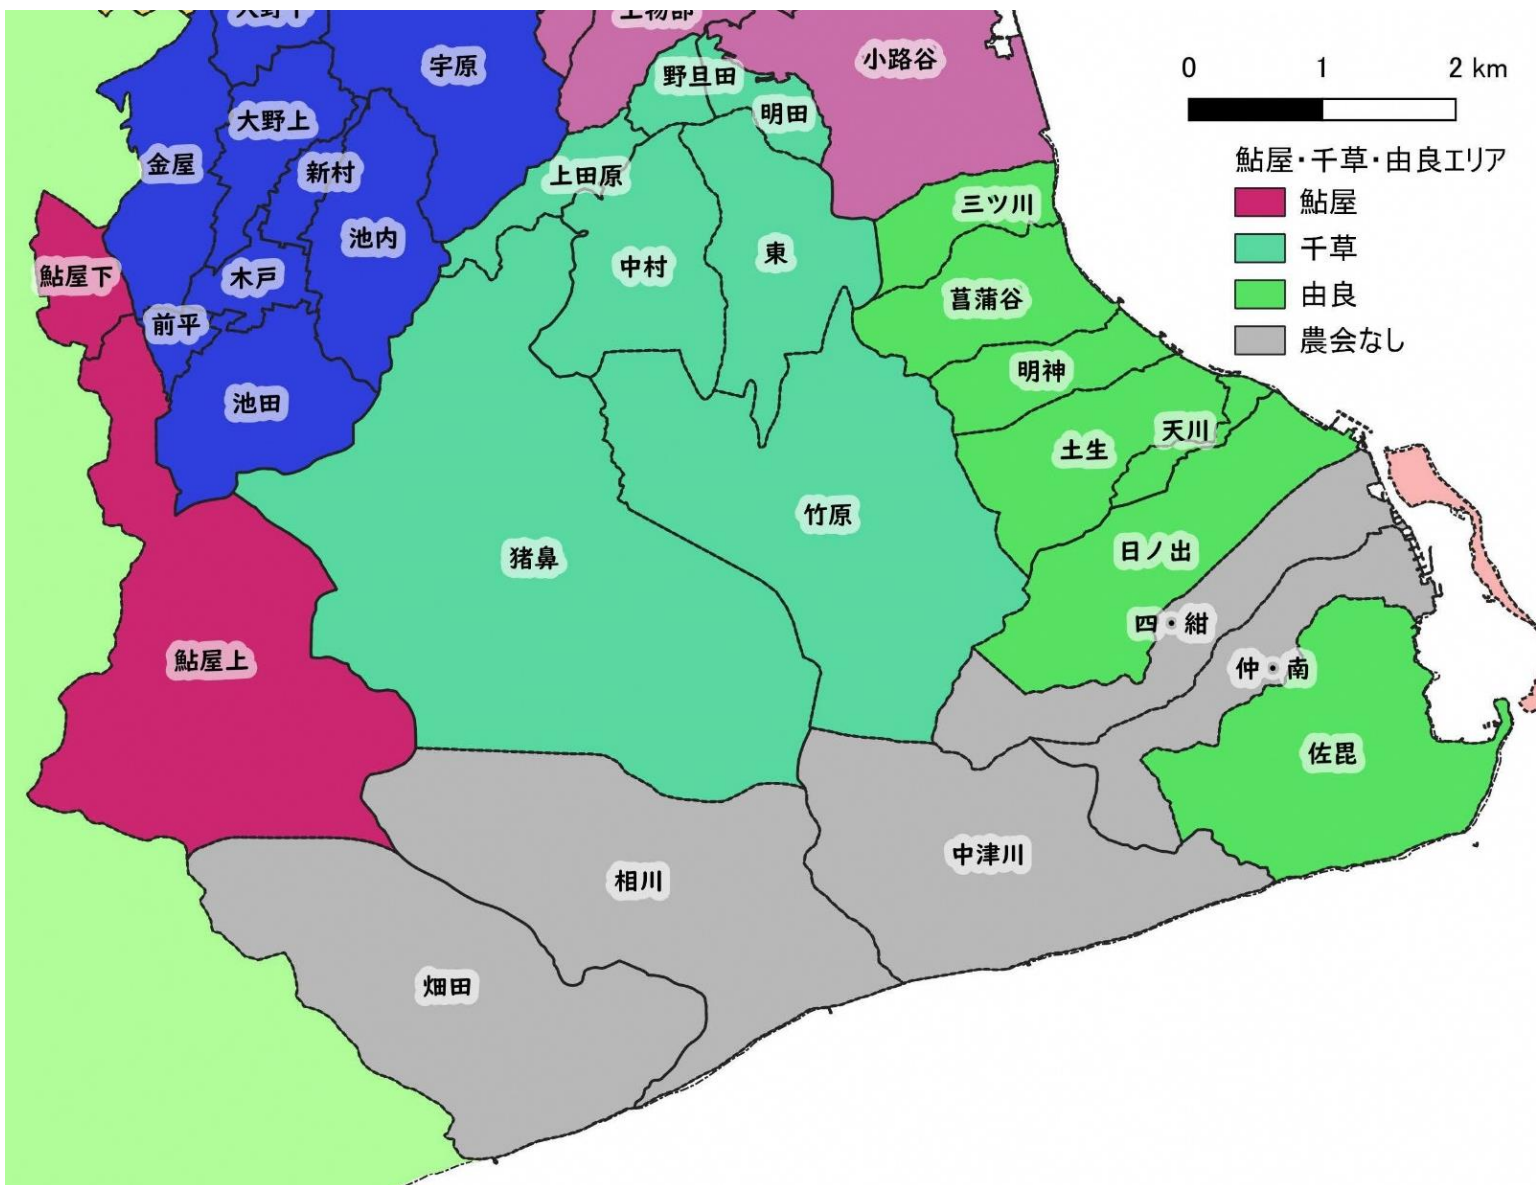 宇原
小路谷
野旦田
明田
大野上
金屋
新村
上田原
三ツ川
池内
東
中村
鮎屋下
木戸
菖蒲谷
前平
明神
池田
天川
土生
竹原
日ノ出
猪鼻
四・紺
鮎屋上
仲・南
佐毘
中津川
相川
畑田
0 1 2 km
鮎屋・千草・由良エリア
鮎屋
千草
由良
農会なし